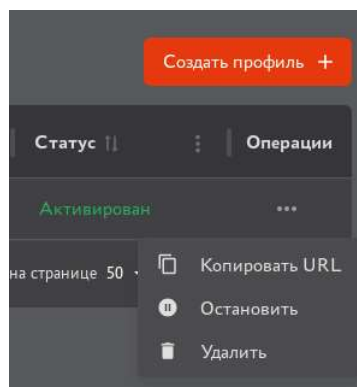 Создать профиль +
Статус Операции
Активирован
на странице 50
Копировать URL
Остановить
Удалить